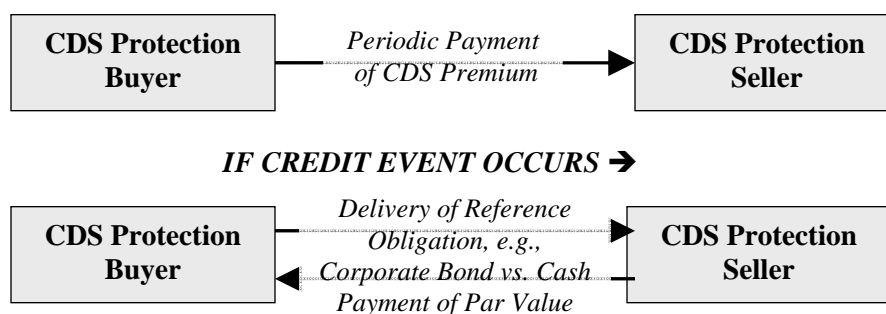 CDS Protection
Buyer
Periodic Payment
of CDS Premium
CDS Protection
Seller
IF CREDIT EVENT OCCURS ➔
CDS Protection
Buyer
Delivery of Reference
Obligation, e.g.,
Corporate Bond vs. Cash
Payment of Par Value
CDS Protection
Seller